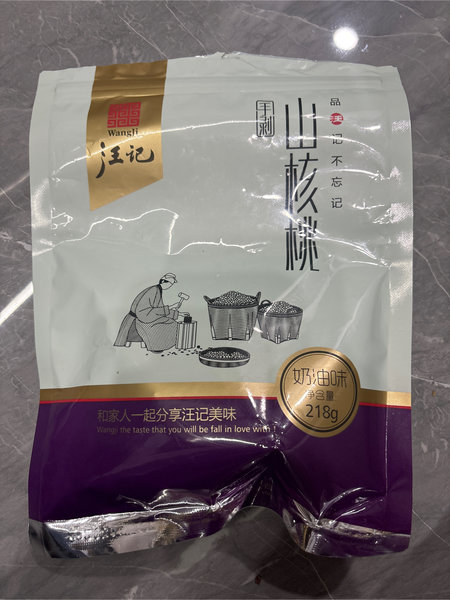 WangJi
汪记
品汪记不忘记
手剥
山核桃
奶油味
净含量
218g
和家人一起分享汪记美味
Wangji the taste that you will be fall in love with !